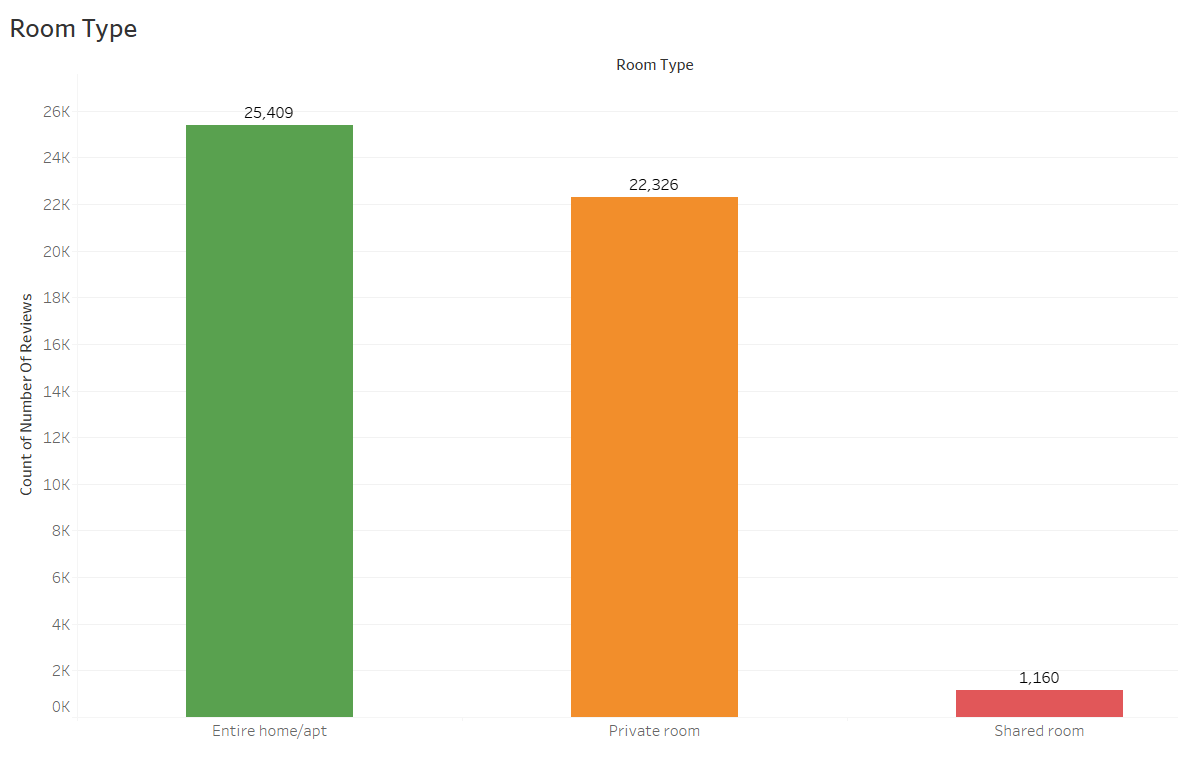 Room Type
Room Type
Count of Number Of Reviews
26K
24K
22K
20K
18K
16K
14K
12K
10K
8K
6K
4K
2K
0K
25,409
22,326
1,160
Entire home/apt
Private room
Shared room